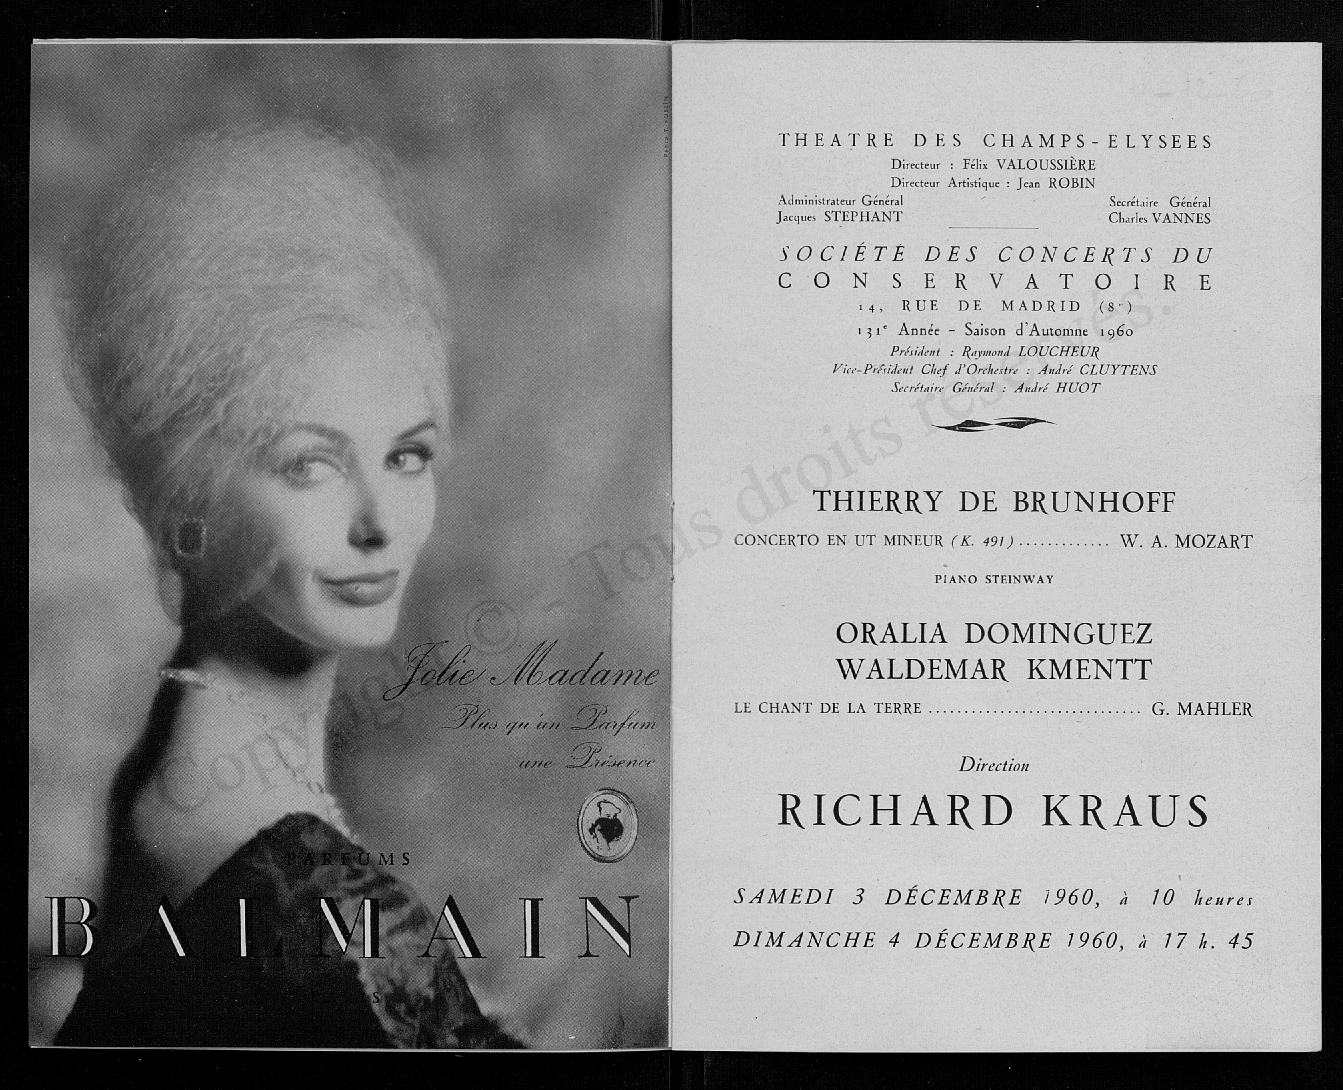 Jolie Madame
Plus qu'un Parfum
une Présence
PARFUMS
BALMAIN
THEATRE DES CHAMPS-ELYSEES
Directeur : Félix VALOUSSIÈRE
Directeur Artistique : Jean ROBIN
Administrateur Général
Jacques STEPHANT
Secrétaire Général
Charles VANNES
SOCIÉTÉ DES CONCERTS DU
CONSERVATOIRE
14, RUE DE MADRID (8ᵉ)
131ᵉ Année - Saison d'Automne 1960
Président : Raymond LOUCHEUR
Vice-Président Chef d'Orchestre : André CLUYTENS
Secrétaire Général : André HUOT
THIERRY DE BRUNHOFF
CONCERTO EN UT MINEUR (K. 491) ............. W. A. MOZART
PIANO STEINWAY
ORALIA DOMINGUEZ
WALDEMAR KMENTT
LE CHANT DE LA TERRE .............................. G. MAHLER
Direction
RICHARD KRAUS
SAMEDI 3 DÉCEMBRE 1960, à 10 heures
DIMANCHE 4 DÉCEMBRE 1960, à 17 h. 45
Copyright © - Tous droits réservés.